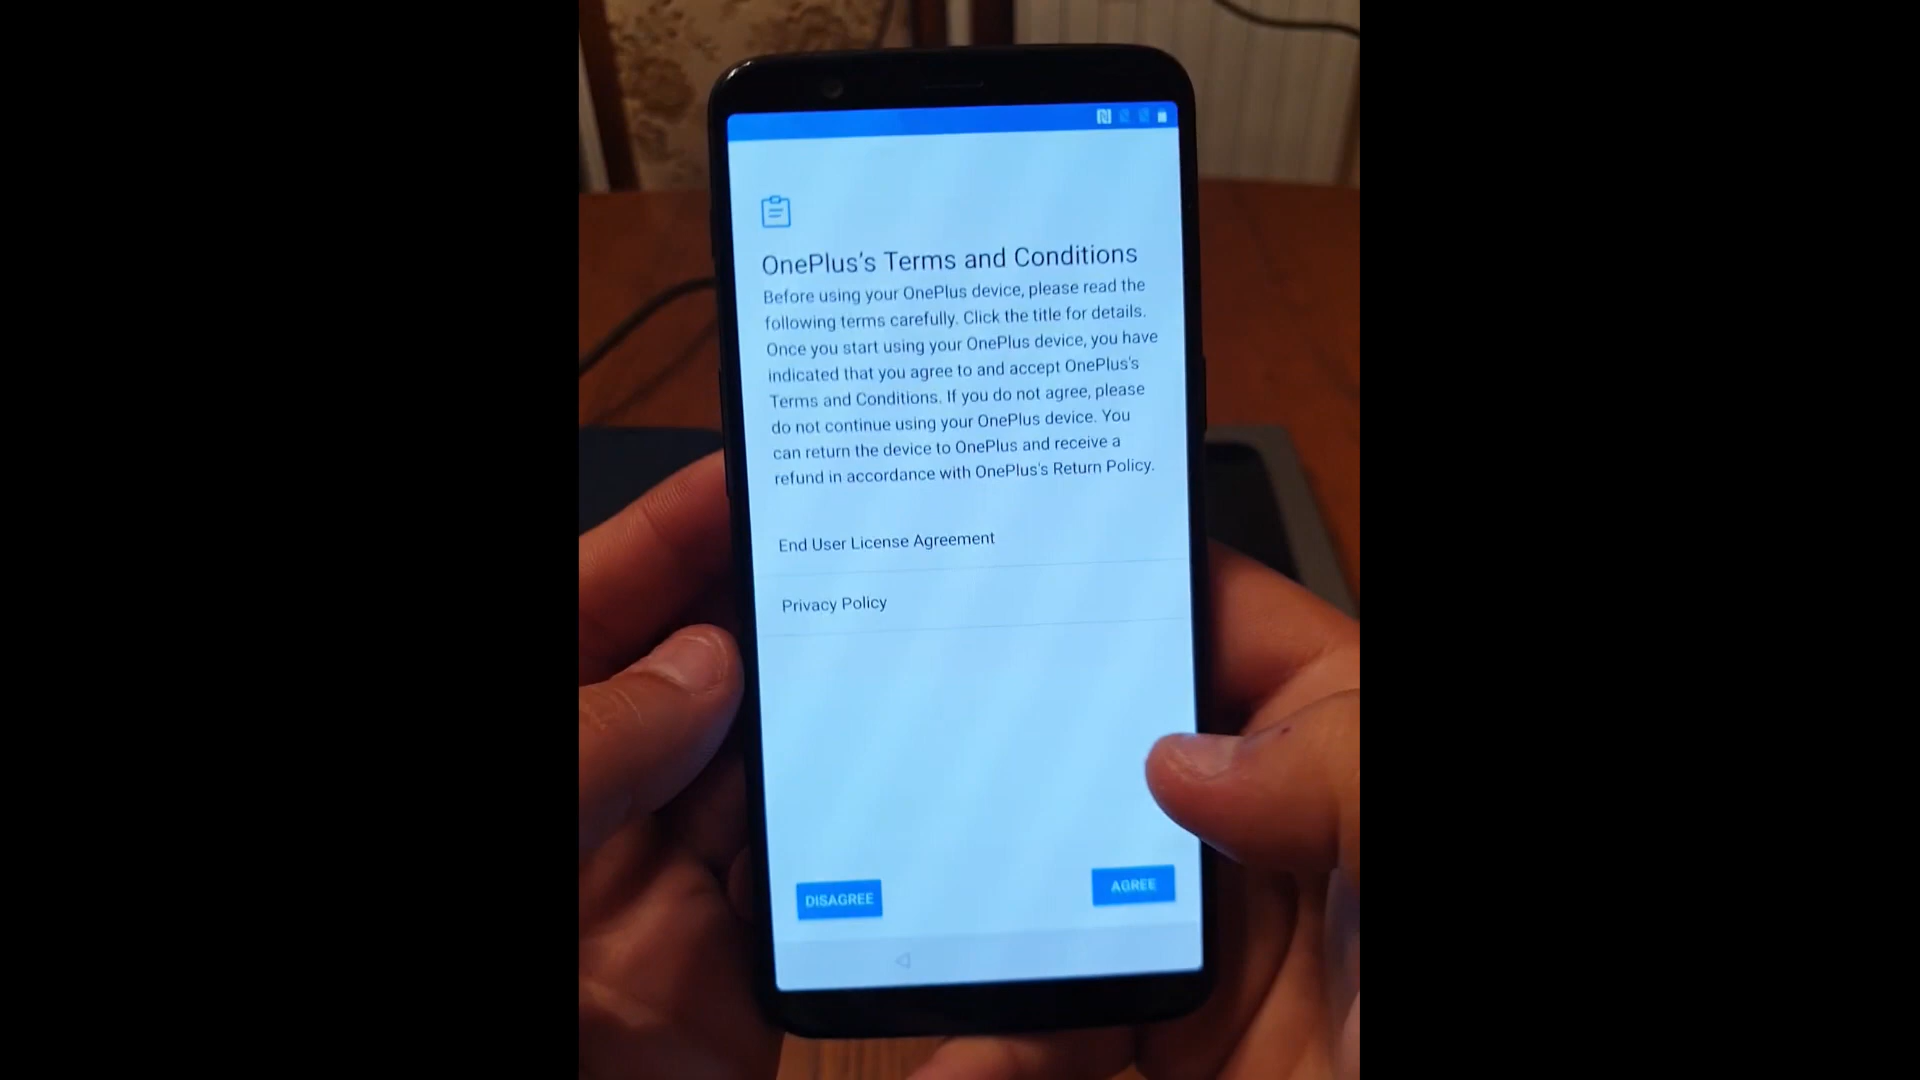 OnePlus's Terms and Conditions
Before using your OnePlus device, please read the
following terms carefully. Click the title for details.
Once you start using your OnePlus device, you have
indicated that you agree to and accept OnePlus's
Terms and Conditions. If you do not agree, please
do not continue using your OnePlus device. You
can return the device to OnePlus and receive a
refund in accordance with OnePlus's Return Policy.
End User License Agreement
Privacy Policy
DISAGREE
AGREE